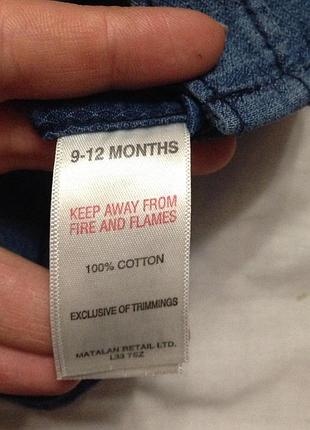 9-12 MONTHS
KEEP AWAY FROM
FIRE AND FLAMES
100% COTTON
EXCLUSIVE OF TRIMMINGS
MATALAN RETAIL LTD.
L33 7SZ